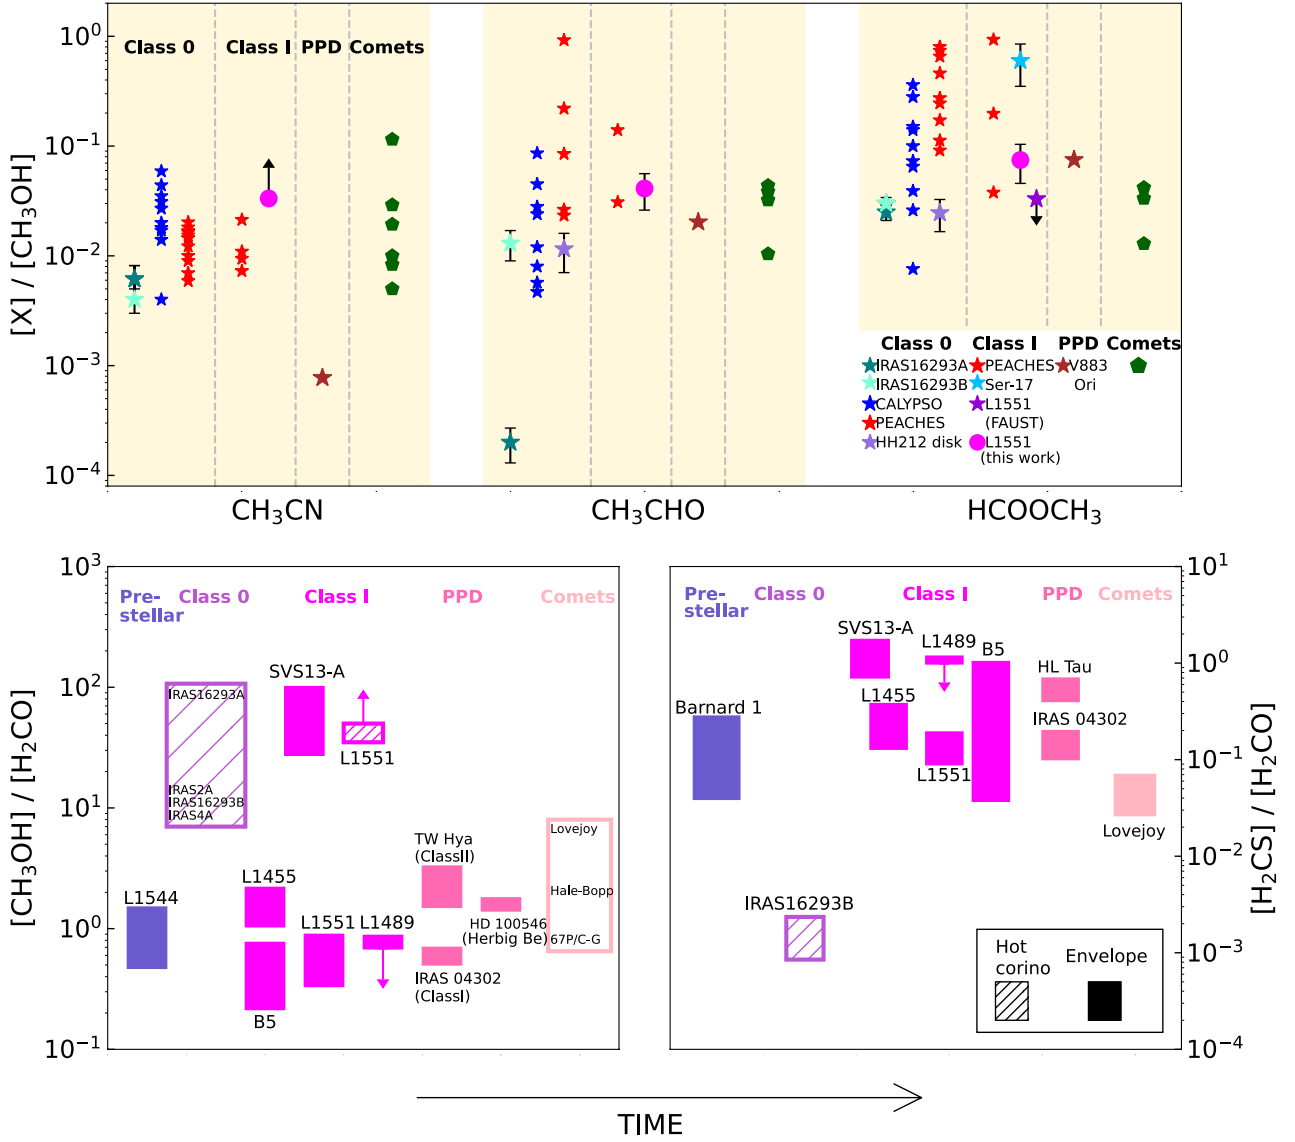 [X] / [CH₃OH]
10⁰
10⁻¹
10⁻²
10⁻³
10⁻⁴
Class 0
Class I
PPD
Comets
CH₃CN
CH₃CHO
HCOOCH₃
Class 0
Class I
PPD
Comets
IRAS16293A
PEACHES
V883
Ori
IRAS16293B
Ser-17
CALYPSO
L1551
(FAUST)
PEACHES
HH212 disk
L1551
(this work)
[CH₃OH] / [H₂CO]
10³
10²
10¹
10⁰
10⁻¹
Pre-
stellar
Class 0
Class I
PPD
Comets
SVS13-A
IRAS16293A
L1551
IRAS2A
IRAS16293B
IRAS4A
L1544
L1455
L1551
L1489
B5
TW Hya
(ClassII)
HD 100546
(Herbig Be)
IRAS 04302
(ClassI)
Lovejoy
Hale-Bopp
67P/C-G
Pre-
stellar
Class 0
Class I
PPD
Comets
SVS13-A
L1489
B5
HL Tau
L1455
Barnard 1
IRAS 04302
L1551
Lovejoy
IRAS16293B
Hot
corino
Envelope
10¹
10⁰
10⁻¹
10⁻²
10⁻³
10⁻⁴
[H₂CS] / [H₂CO]
TIME